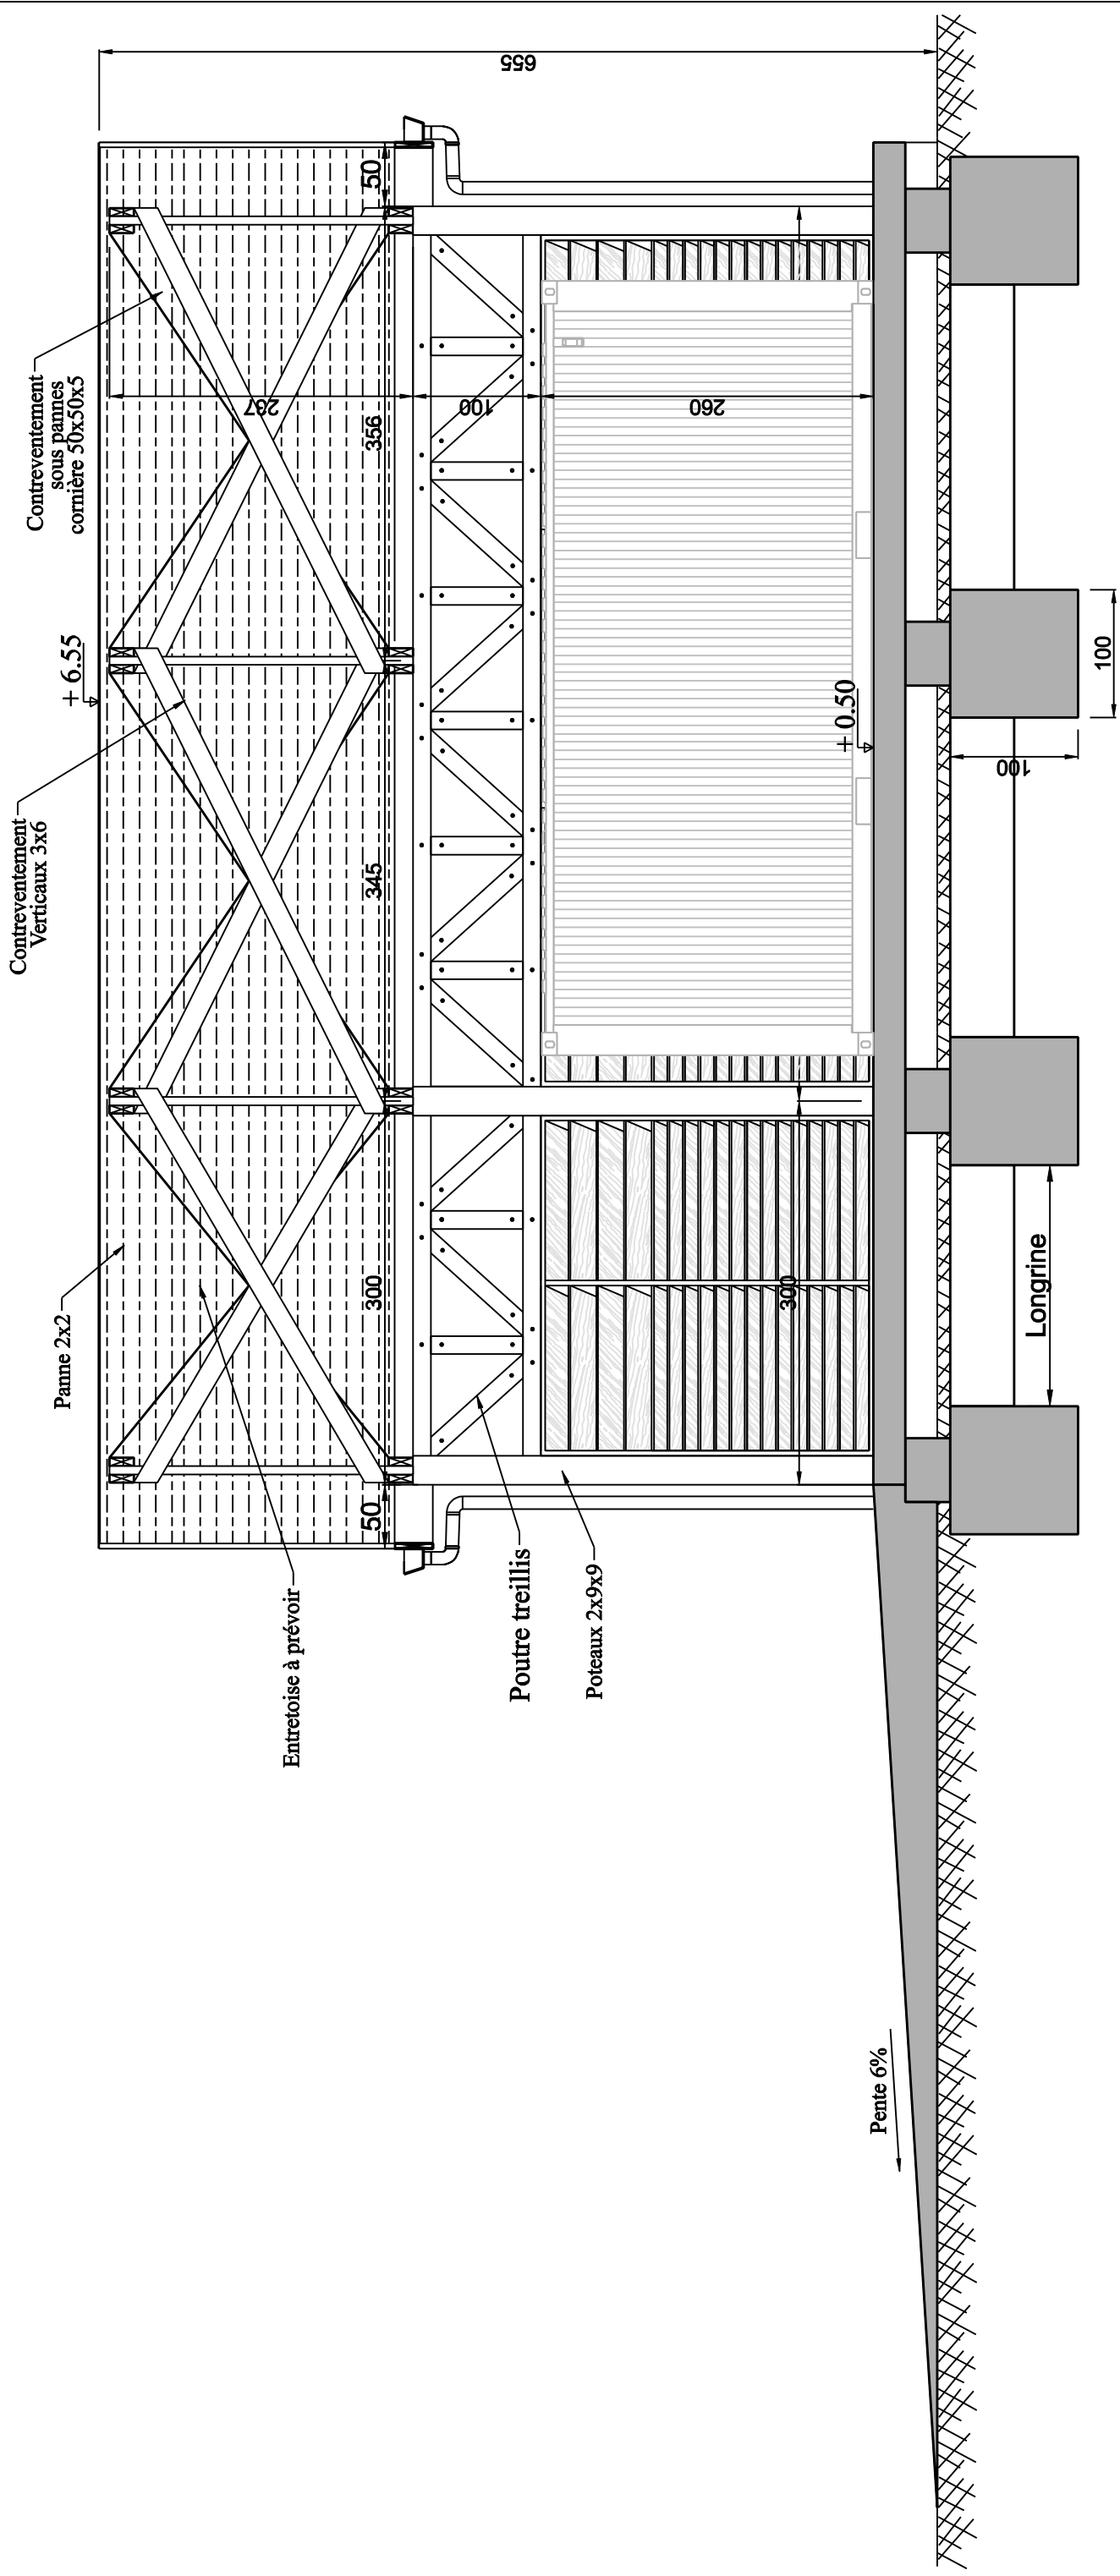 655
Contreventement
sous pannes
cornière 50x50x5
+ 6.55
Contreventement
Verticaux 3x6
Panne 2x2
Entretoise à prévoir
Poutre treillis
Poteaux 2x9x9
50
356
345
300
50
237
100
260
300
+ 0.50
100
100
Longrine
Pente 6%